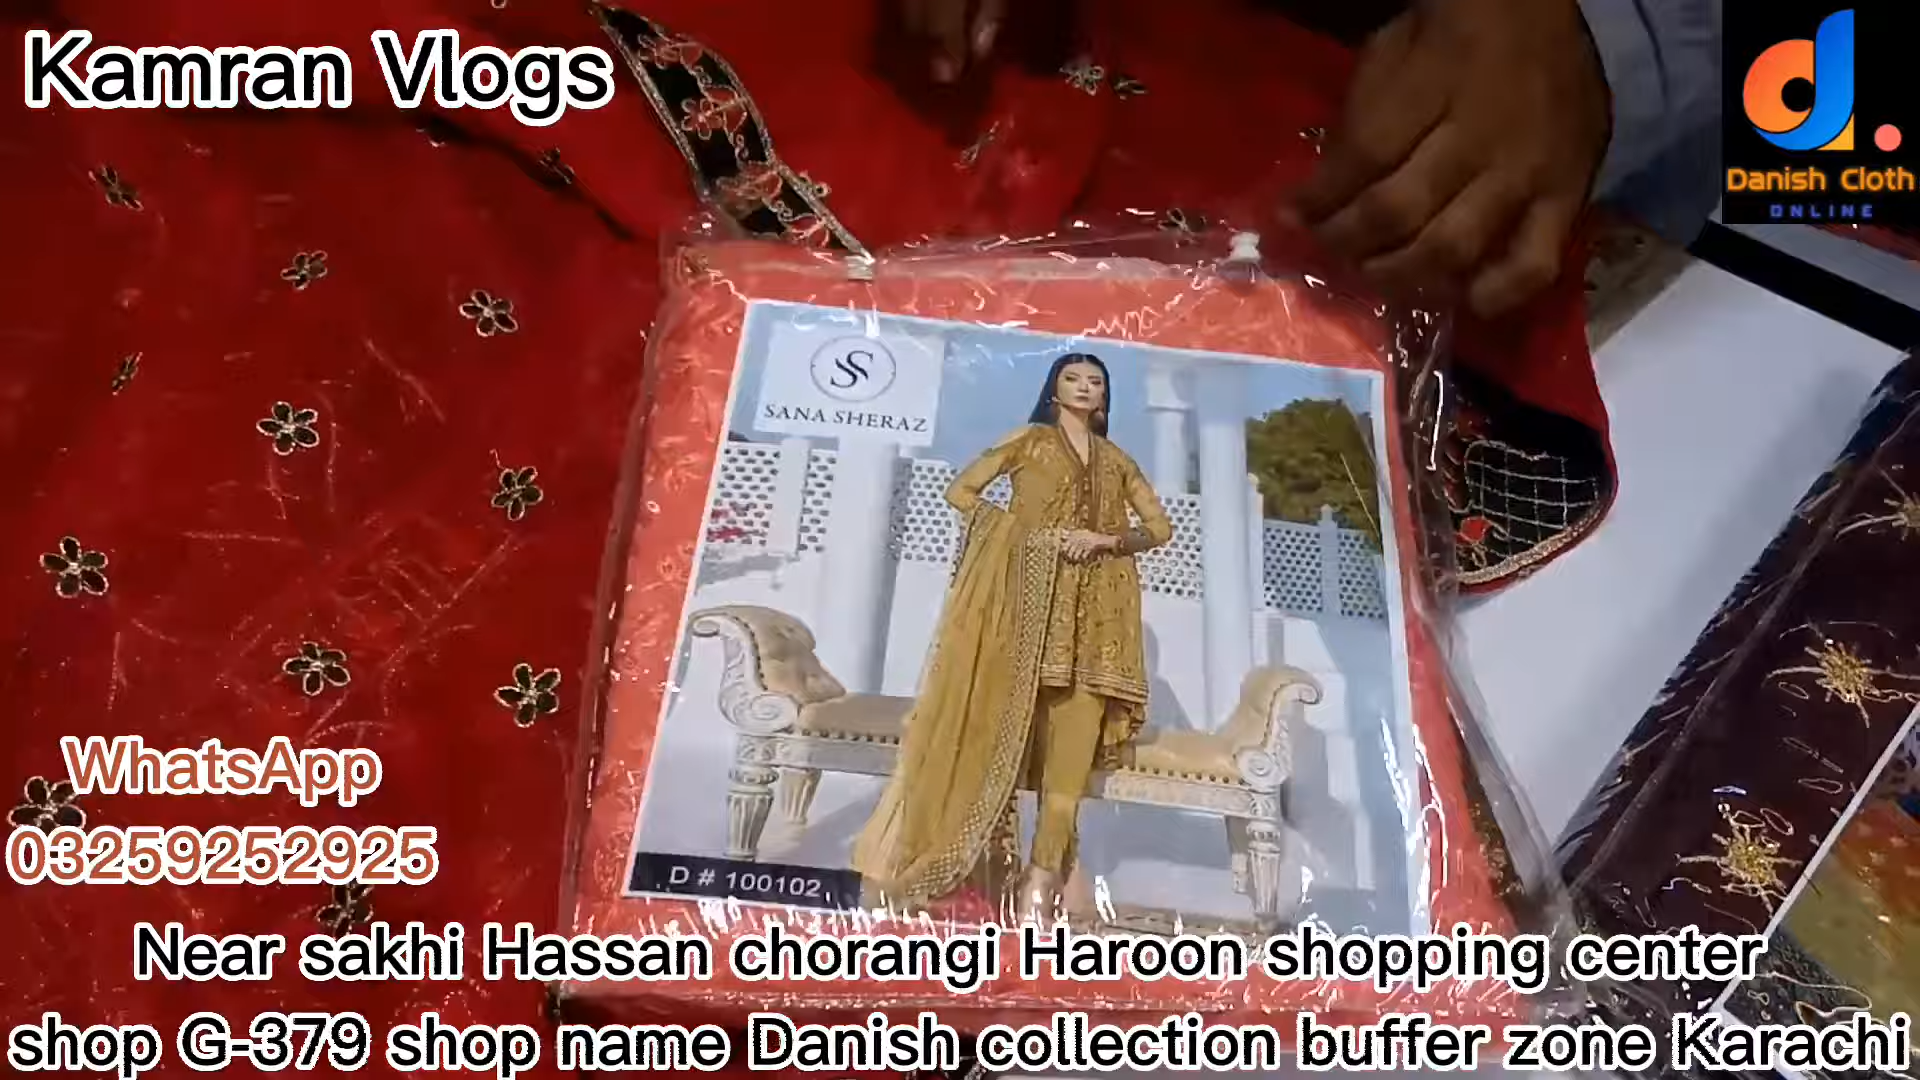 Kamran Vlogs
d.
Danish Cloth
ONLINE
SS
SANA SHERAZ
D # 100102
WhatsApp
03259252925
Near sakhi Hassan chorangi Haroon shopping center
shop G-379 shop name Danish collection buffer zone Karachi